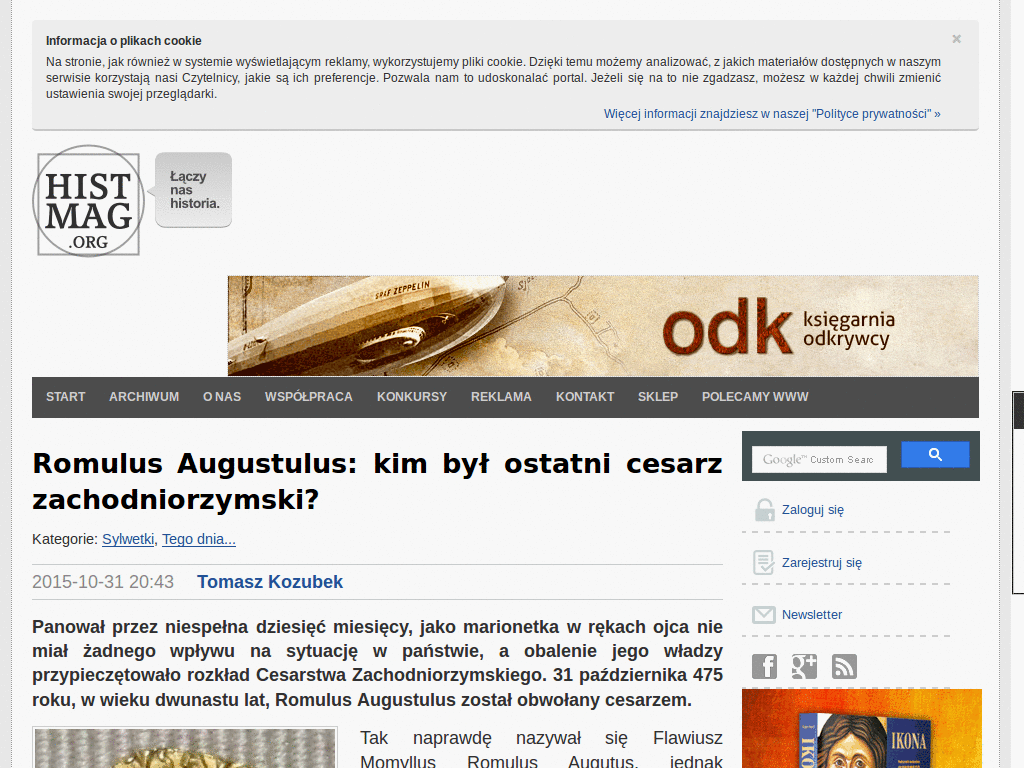 Informacja o plikach cookie
Na stronie, jak również w systemie wyświetlającym reklamy, wykorzystujemy pliki cookie. Dzięki temu możemy analizować, z jakich materiałów dostępnych w naszym
serwisie korzystają nasi Czytelnicy, jakie są ich preferencje. Pozwala nam to udoskonalać portal. Jeżeli się na to nie zgadzasz, możesz w każdej chwili zmienić
ustawienia swojej przeglądarki.
Więcej informacji znajdziesz w naszej "Polityce prywatności" »
HIST
MAG
.ORG
Łączy
nas
historia.
GRAF ZEPPELIN
odk księgarnia
odkrywcy
START ARCHIWUM O NAS WSPÓŁPRACA KONKURSY REKLAMA KONTAKT SKLEP POLECAMY WWW
Romulus Augustulus: kim był ostatni cesarz
zachodniorzymski?
Kategorie: Sylwetki, Tego dnia...
2015-10-31 20:43 Tomasz Kozubek
Panował przez niespełna dziesięć miesięcy, jako marionetka w rękach ojca nie
miał żadnego wpływu na sytuację w państwie, a obalenie jego władzy
przypieczętowało rozkład Cesarstwa Zachodniorzymskiego. 31 października 475
roku, w wieku dwunastu lat, Romulus Augustulus został obwołany cesarzem.
Tak naprawdę nazywał się Flawiusz
Momyllus Romulus Augutus, jednak
Google™ Custom Searc
Zaloguj się
Zarejestruj się
Newsletter
IKONA